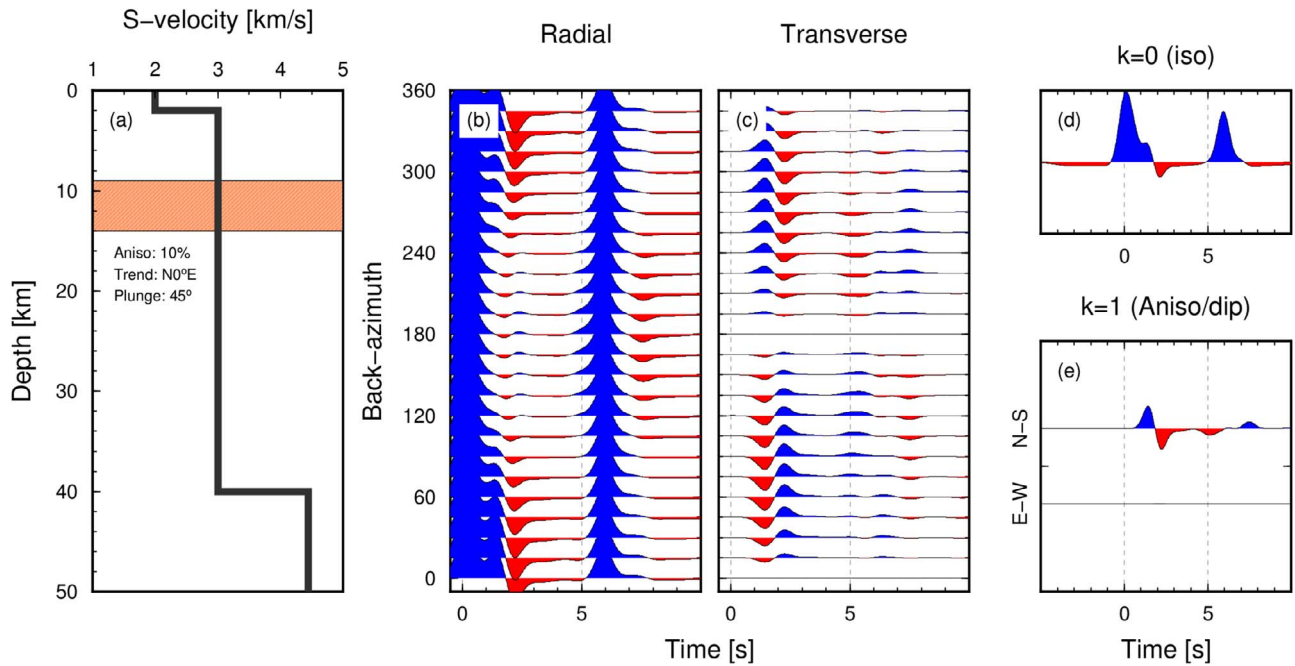 S−velocity [km/s]
1 2 3 4 5
0
10
20
30
40
50
Depth [km]
(a)
Aniso: 10%
Trend: N0ºE
Plunge: 45º
Radial
Transverse
360
300
240
180
120
60
0
Back−azimuth
(b)
(c)
0 5
0 5
Time [s]
k=0 (iso)
(d)
0 5
k=1 (Aniso/dip)
(e)
N−S
E−W
0 5
Time [s]